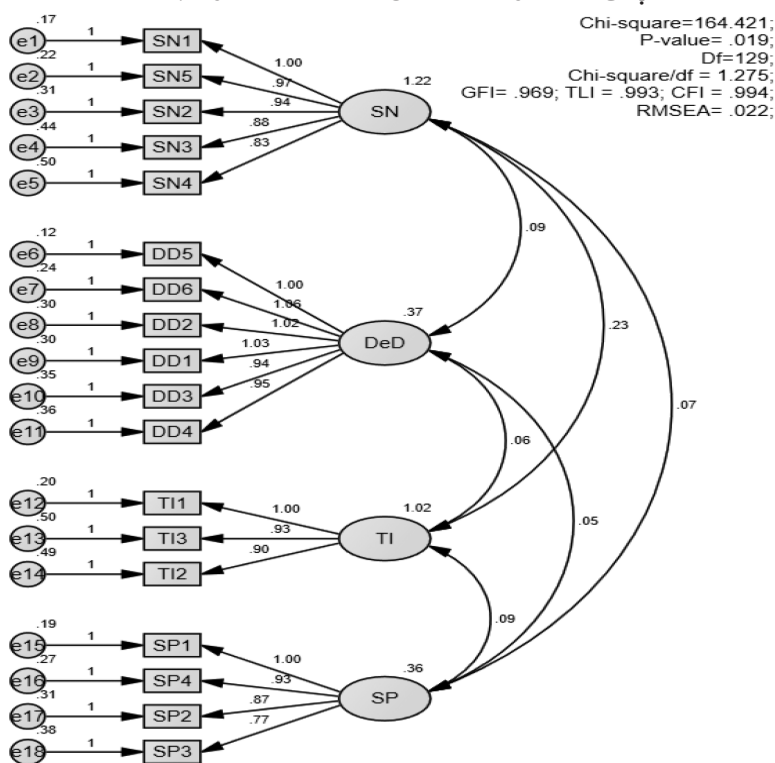 Chi-square=164.421;
P-value= .019;
Df=129;
Chi-square/df = 1.275;
GFI= .969; TLI = .993; CFI = .994;
RMSEA= .022;
.17
e1 1 SN1
.22
e2 1 SN5
.31
e3 1 SN2
.44
e4 1 SN3
.50
e5 1 SN4
1.00
.97
.94
.88
.83
1.22
SN
.12
e6 1 DD5
.24
e7 1 DD6
.30
e8 1 DD2
.30
e9 1 DD1
.35
e10 1 DD3
.36
e11 1 DD4
1.00
1.06
1.02
1.03
.94
.95
.37
DeD
.20
e12 1 TI1
.50
e13 1 TI3
.49
e14 1 TI2
1.00
.93
.90
1.02
TI
.19
e15 1 SP1
.27
e16 1 SP4
.31
e17 1 SP2
.38
e18 1 SP3
1.00
.93
.87
.77
.36
SP
.09
.23
.07
.06
.05
.09